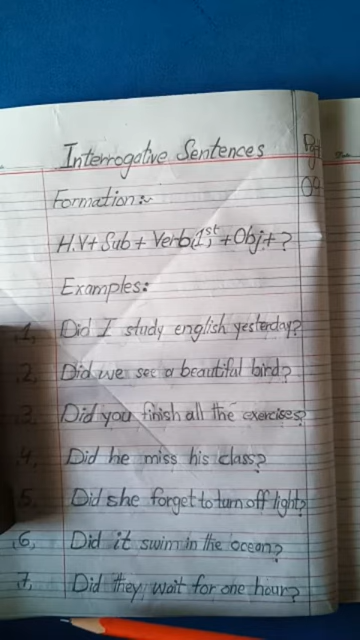 Interrogative Sentences
Pg
09
Formation:~
H.V + Sub + Verb(1st) + Obj + ?
Examples:
1, Did I study english yesterday?
2, Did we see a beautiful bird?
3, Did you finish all the exercises?
4, Did he miss his class?
5, Did she forget to turn off light?
6, Did it swim in the ocean?
7, Did they wait for one hour?